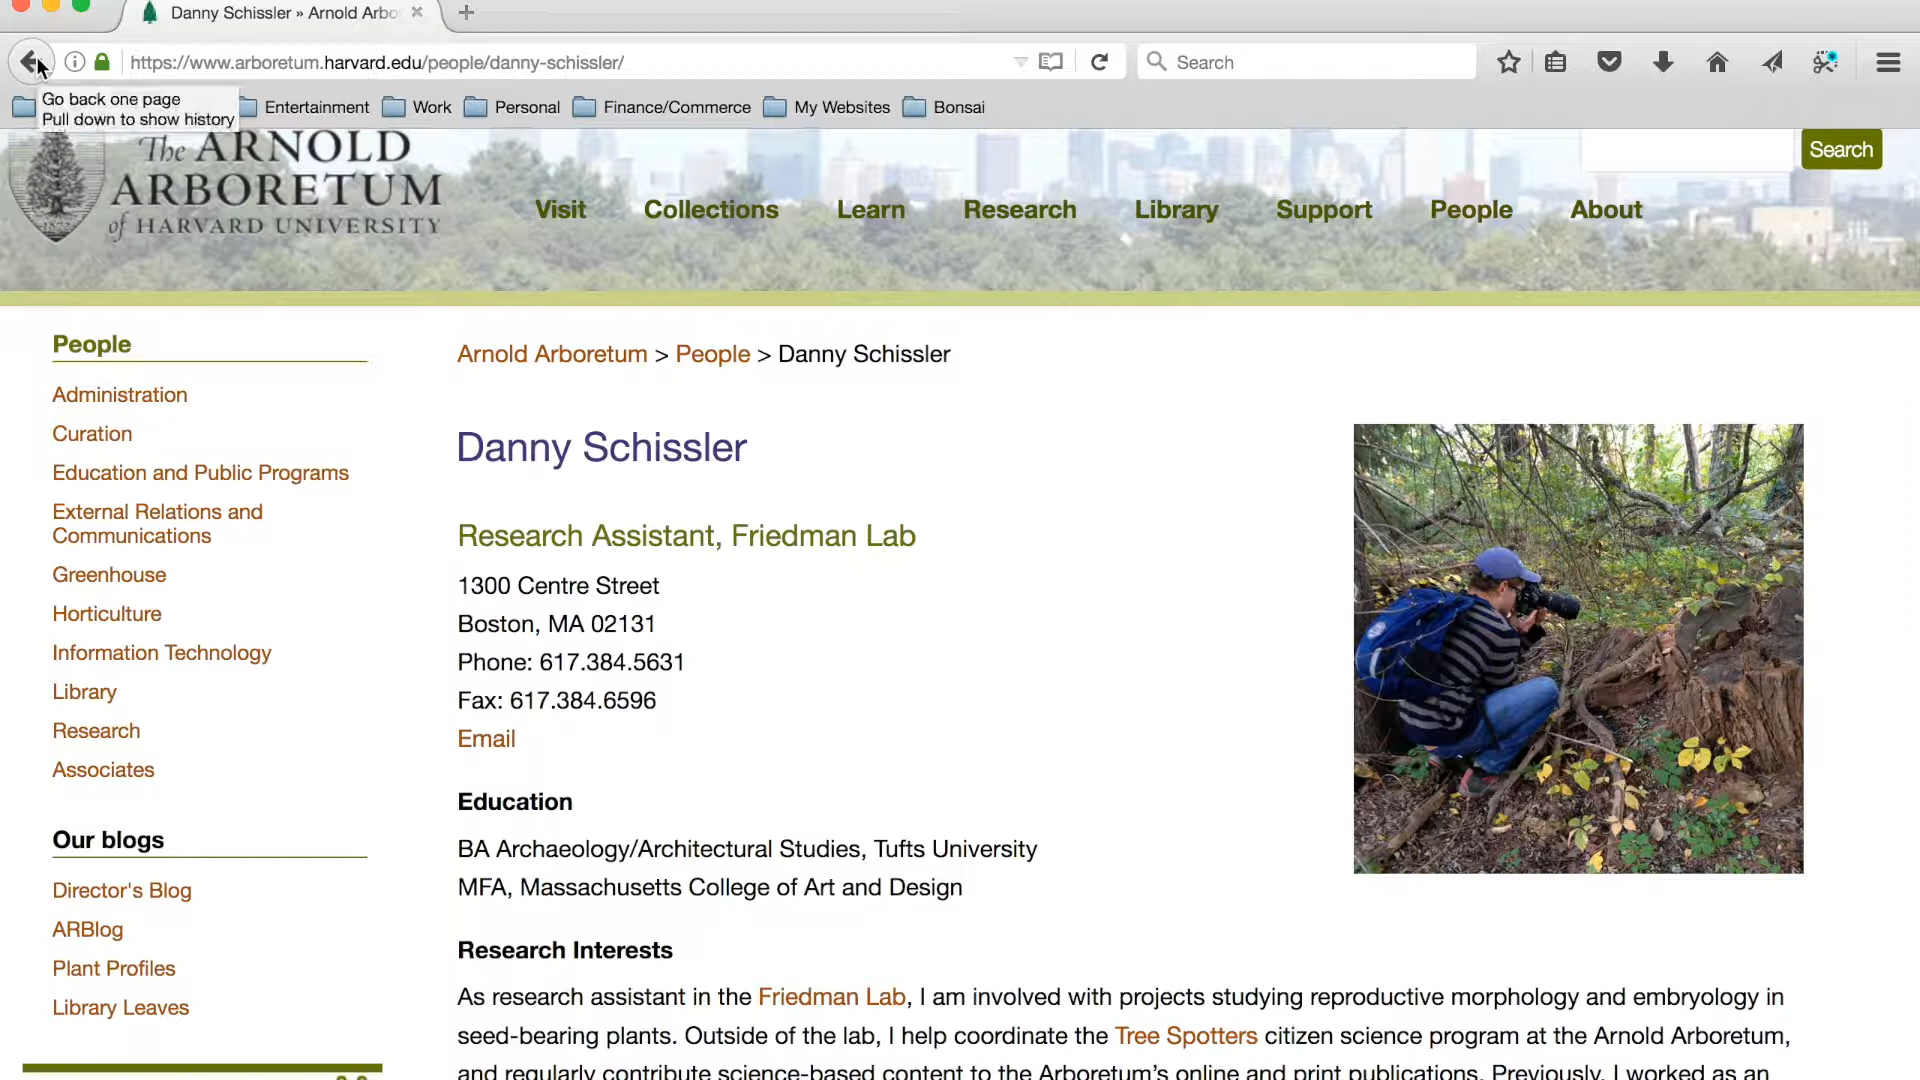 Danny Schissler » Arnold Arbo
https://www.arboretum.harvard.edu/people/danny-schissler/
Search
Go back one page
Pull down to show history
Entertainment
Work
Personal
Finance/Commerce
My Websites
Bonsai
The ARNOLD
ARBORETUM
of HARVARD UNIVERSITY
Search
Visit
Collections
Learn
Research
Library
Support
People
About
People
Administration
Curation
Education and Public Programs
External Relations and
Communications
Greenhouse
Horticulture
Information Technology
Library
Research
Associates
Our blogs
Director's Blog
ARBlog
Plant Profiles
Library Leaves
Arnold Arboretum > People > Danny Schissler
Danny Schissler
Research Assistant, Friedman Lab
1300 Centre Street
Boston, MA 02131
Phone: 617.384.5631
Fax: 617.384.6596
Email
Education
BA Archaeology/Architectural Studies, Tufts University
MFA, Massachusetts College of Art and Design
Research Interests
As research assistant in the Friedman Lab, I am involved with projects studying reproductive morphology and embryology in
seed-bearing plants. Outside of the lab, I help coordinate the Tree Spotters citizen science program at the Arnold Arboretum,
and regularly contribute science-based content to the Arboretum's online and print publications. Previously, I worked as an